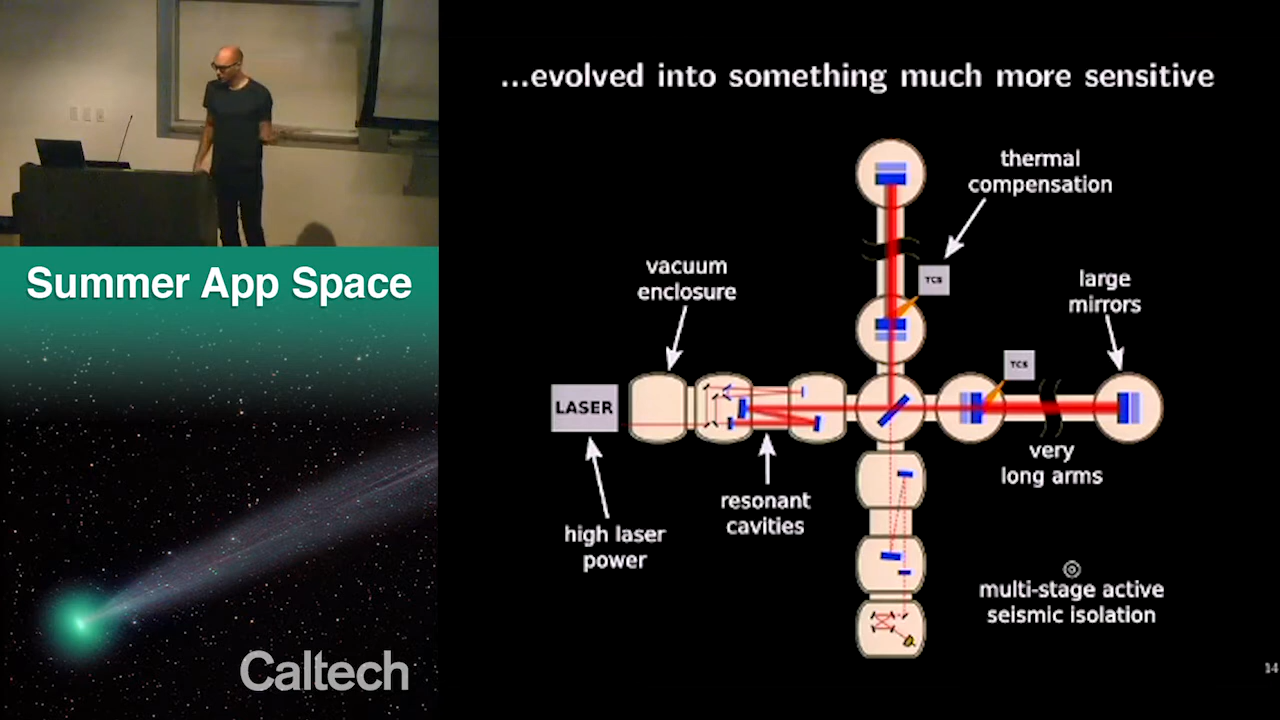 Summer App Space
Caltech
...evolved into something much more sensitive
thermal
compensation
TCS
vacuum
enclosure
large
mirrors
TCS
LASER
very
long arms
resonant
cavities
high laser
power
multi-stage active
seismic isolation
14